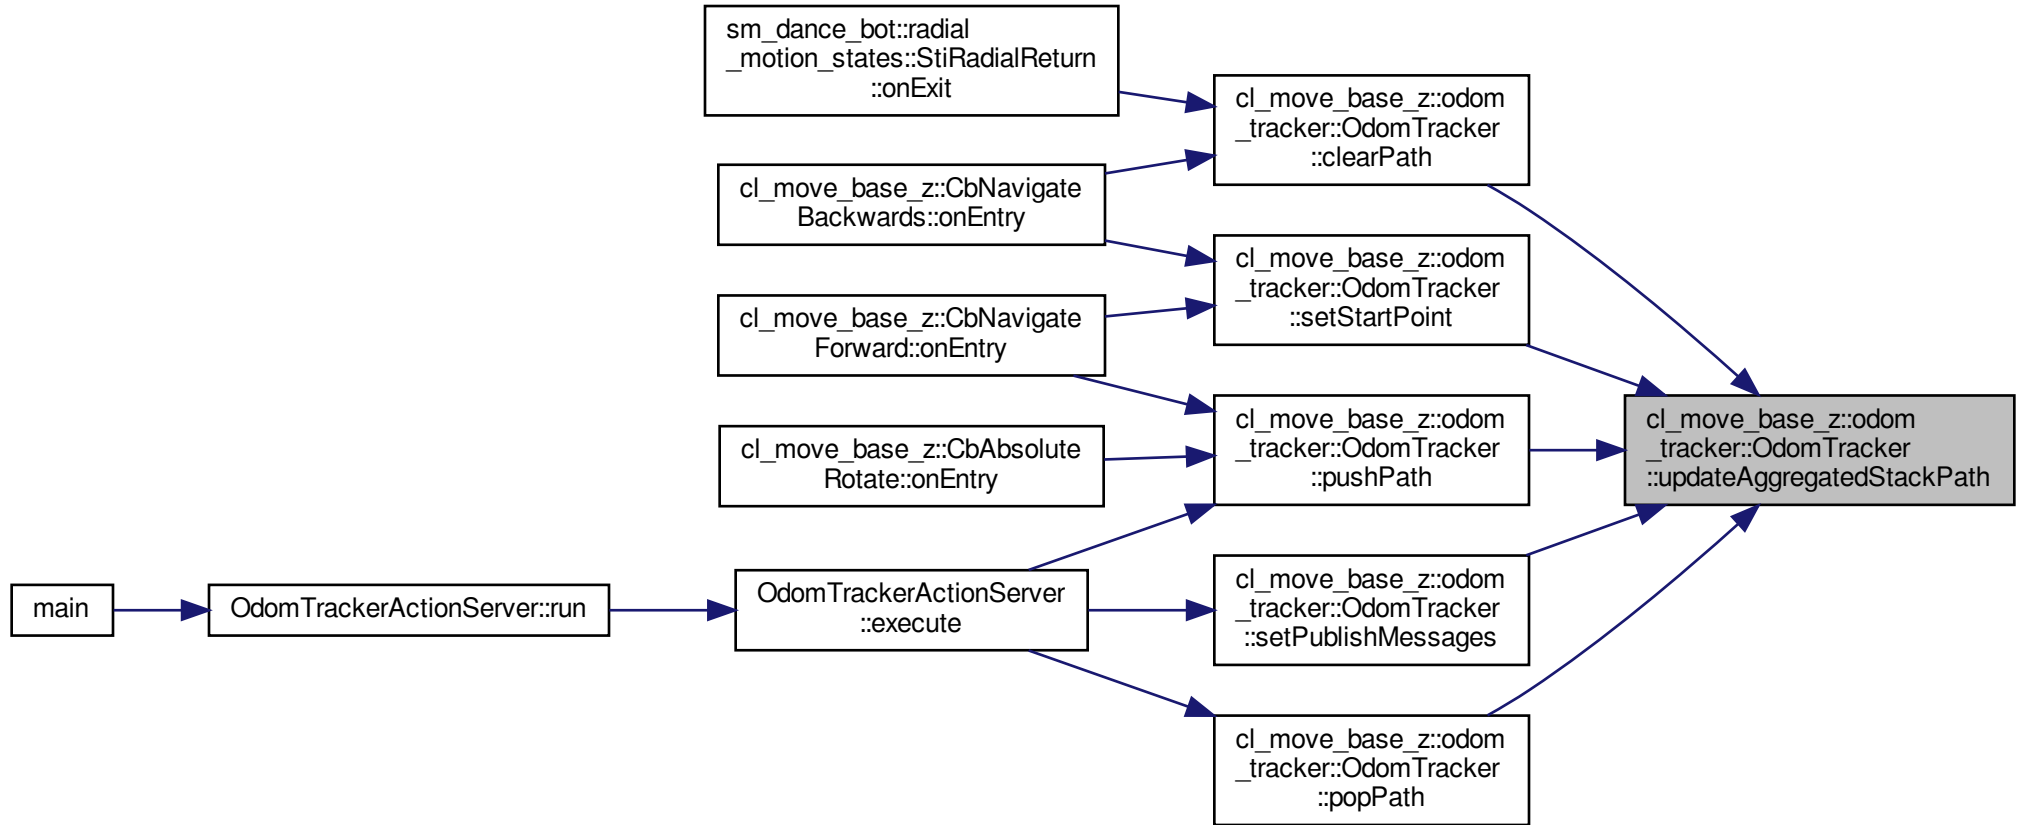 sm_dance_bot::radial
_motion_states::StiRadialReturn
::onExit
cl_move_base_z::CbNavigate
Backwards::onEntry
cl_move_base_z::CbNavigate
Forward::onEntry
cl_move_base_z::CbAbsolute
Rotate::onEntry
main
OdomTrackerActionServer::run
OdomTrackerActionServer
::execute
cl_move_base_z::odom
_tracker::OdomTracker
::clearPath
cl_move_base_z::odom
_tracker::OdomTracker
::setStartPoint
cl_move_base_z::odom
_tracker::OdomTracker
::pushPath
cl_move_base_z::odom
_tracker::OdomTracker
::setPublishMessages
cl_move_base_z::odom
_tracker::OdomTracker
::popPath
cl_move_base_z::odom
_tracker::OdomTracker
::updateAggregatedStackPath